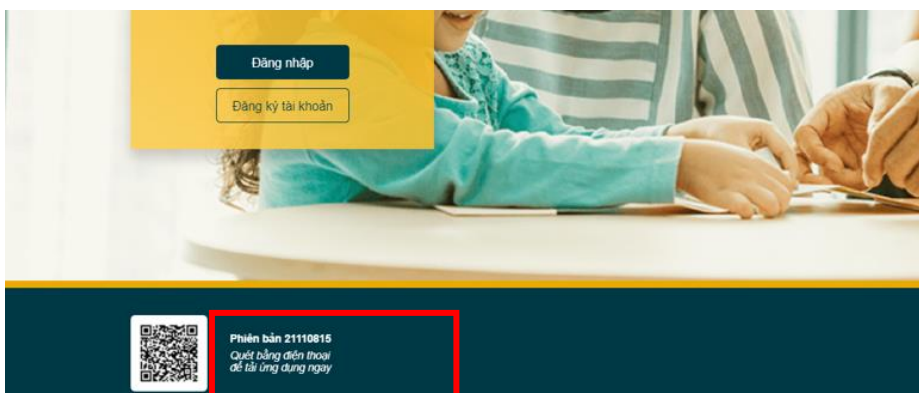 Đăng nhập
Đăng ký tài khoản
Phiên bản 21110815
Quét bằng điện thoại
để tải ứng dụng ngay